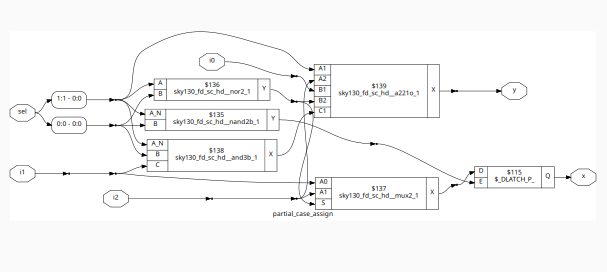 sel
1:1 - 0:0
0:0 - 0:0
i0
i1
i2
A
B
$136
sky130_fd_sc_hd__nor2_1
Y
A_N
B
$135
sky130_fd_sc_hd__nand2b_1
Y
A_N
B
C
$138
sky130_fd_sc_hd__and3b_1
X
A1
A2
B1
B2
C1
$139
sky130_fd_sc_hd__a221o_1
X
y
A0
A1
S
$137
sky130_fd_sc_hd__mux2_1
X
D
E
$115
$_DLATCH_P_
Q
x
partial_case_assign